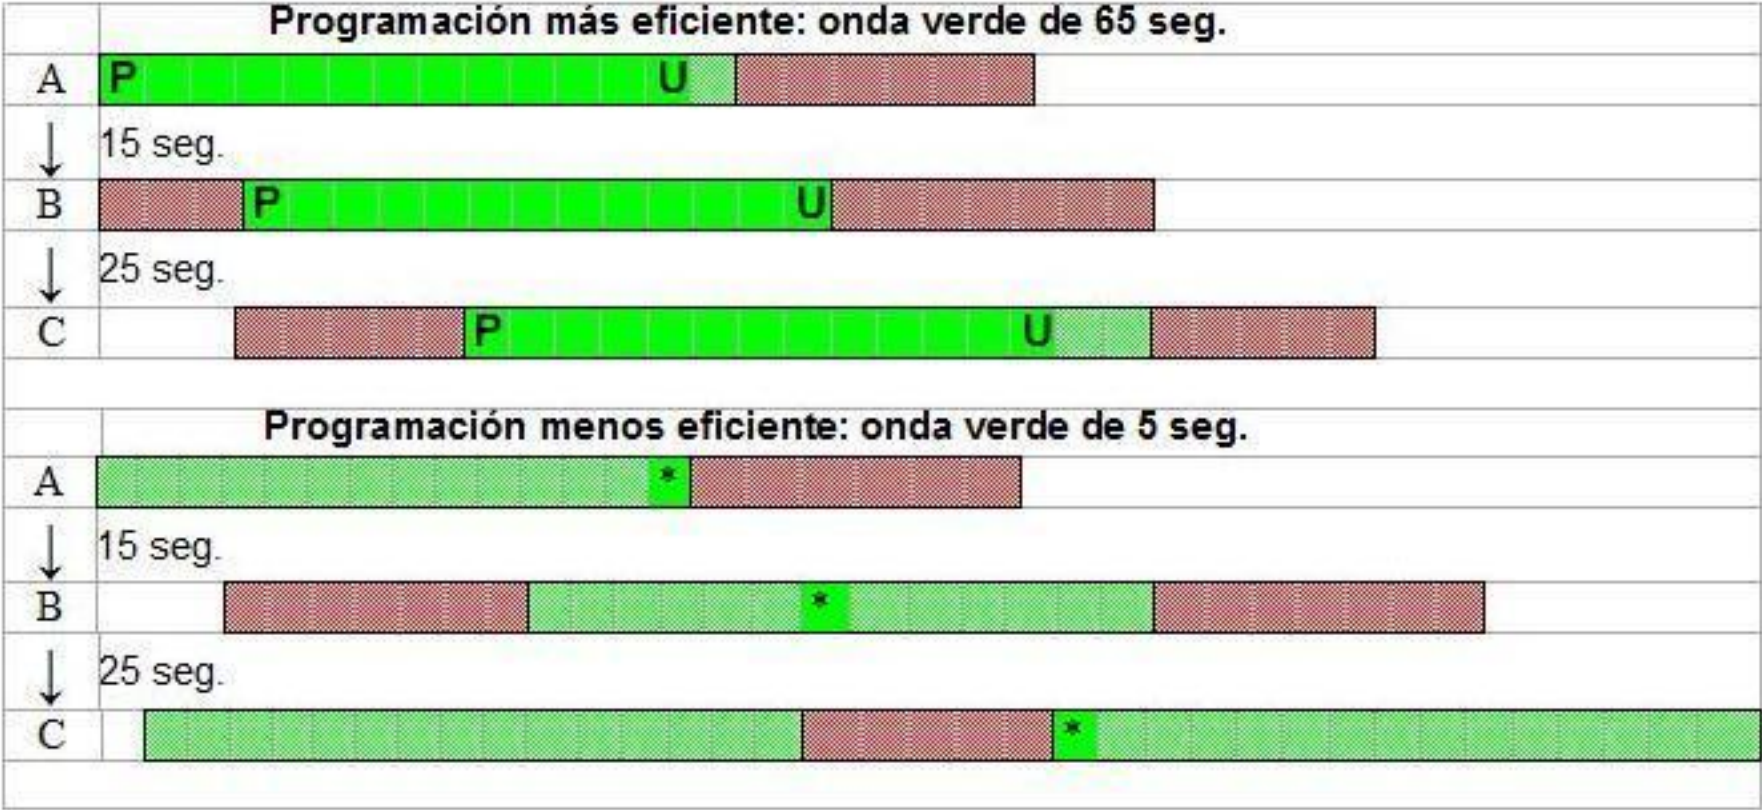 Programación más eficiente: onda verde de 65 seg.
A P U
↓ 15 seg.
B P U
↓ 25 seg.
C P U
Programación menos eficiente: onda verde de 5 seg.
A *
↓ 15 seg.
B *
↓ 25 seg.
C *